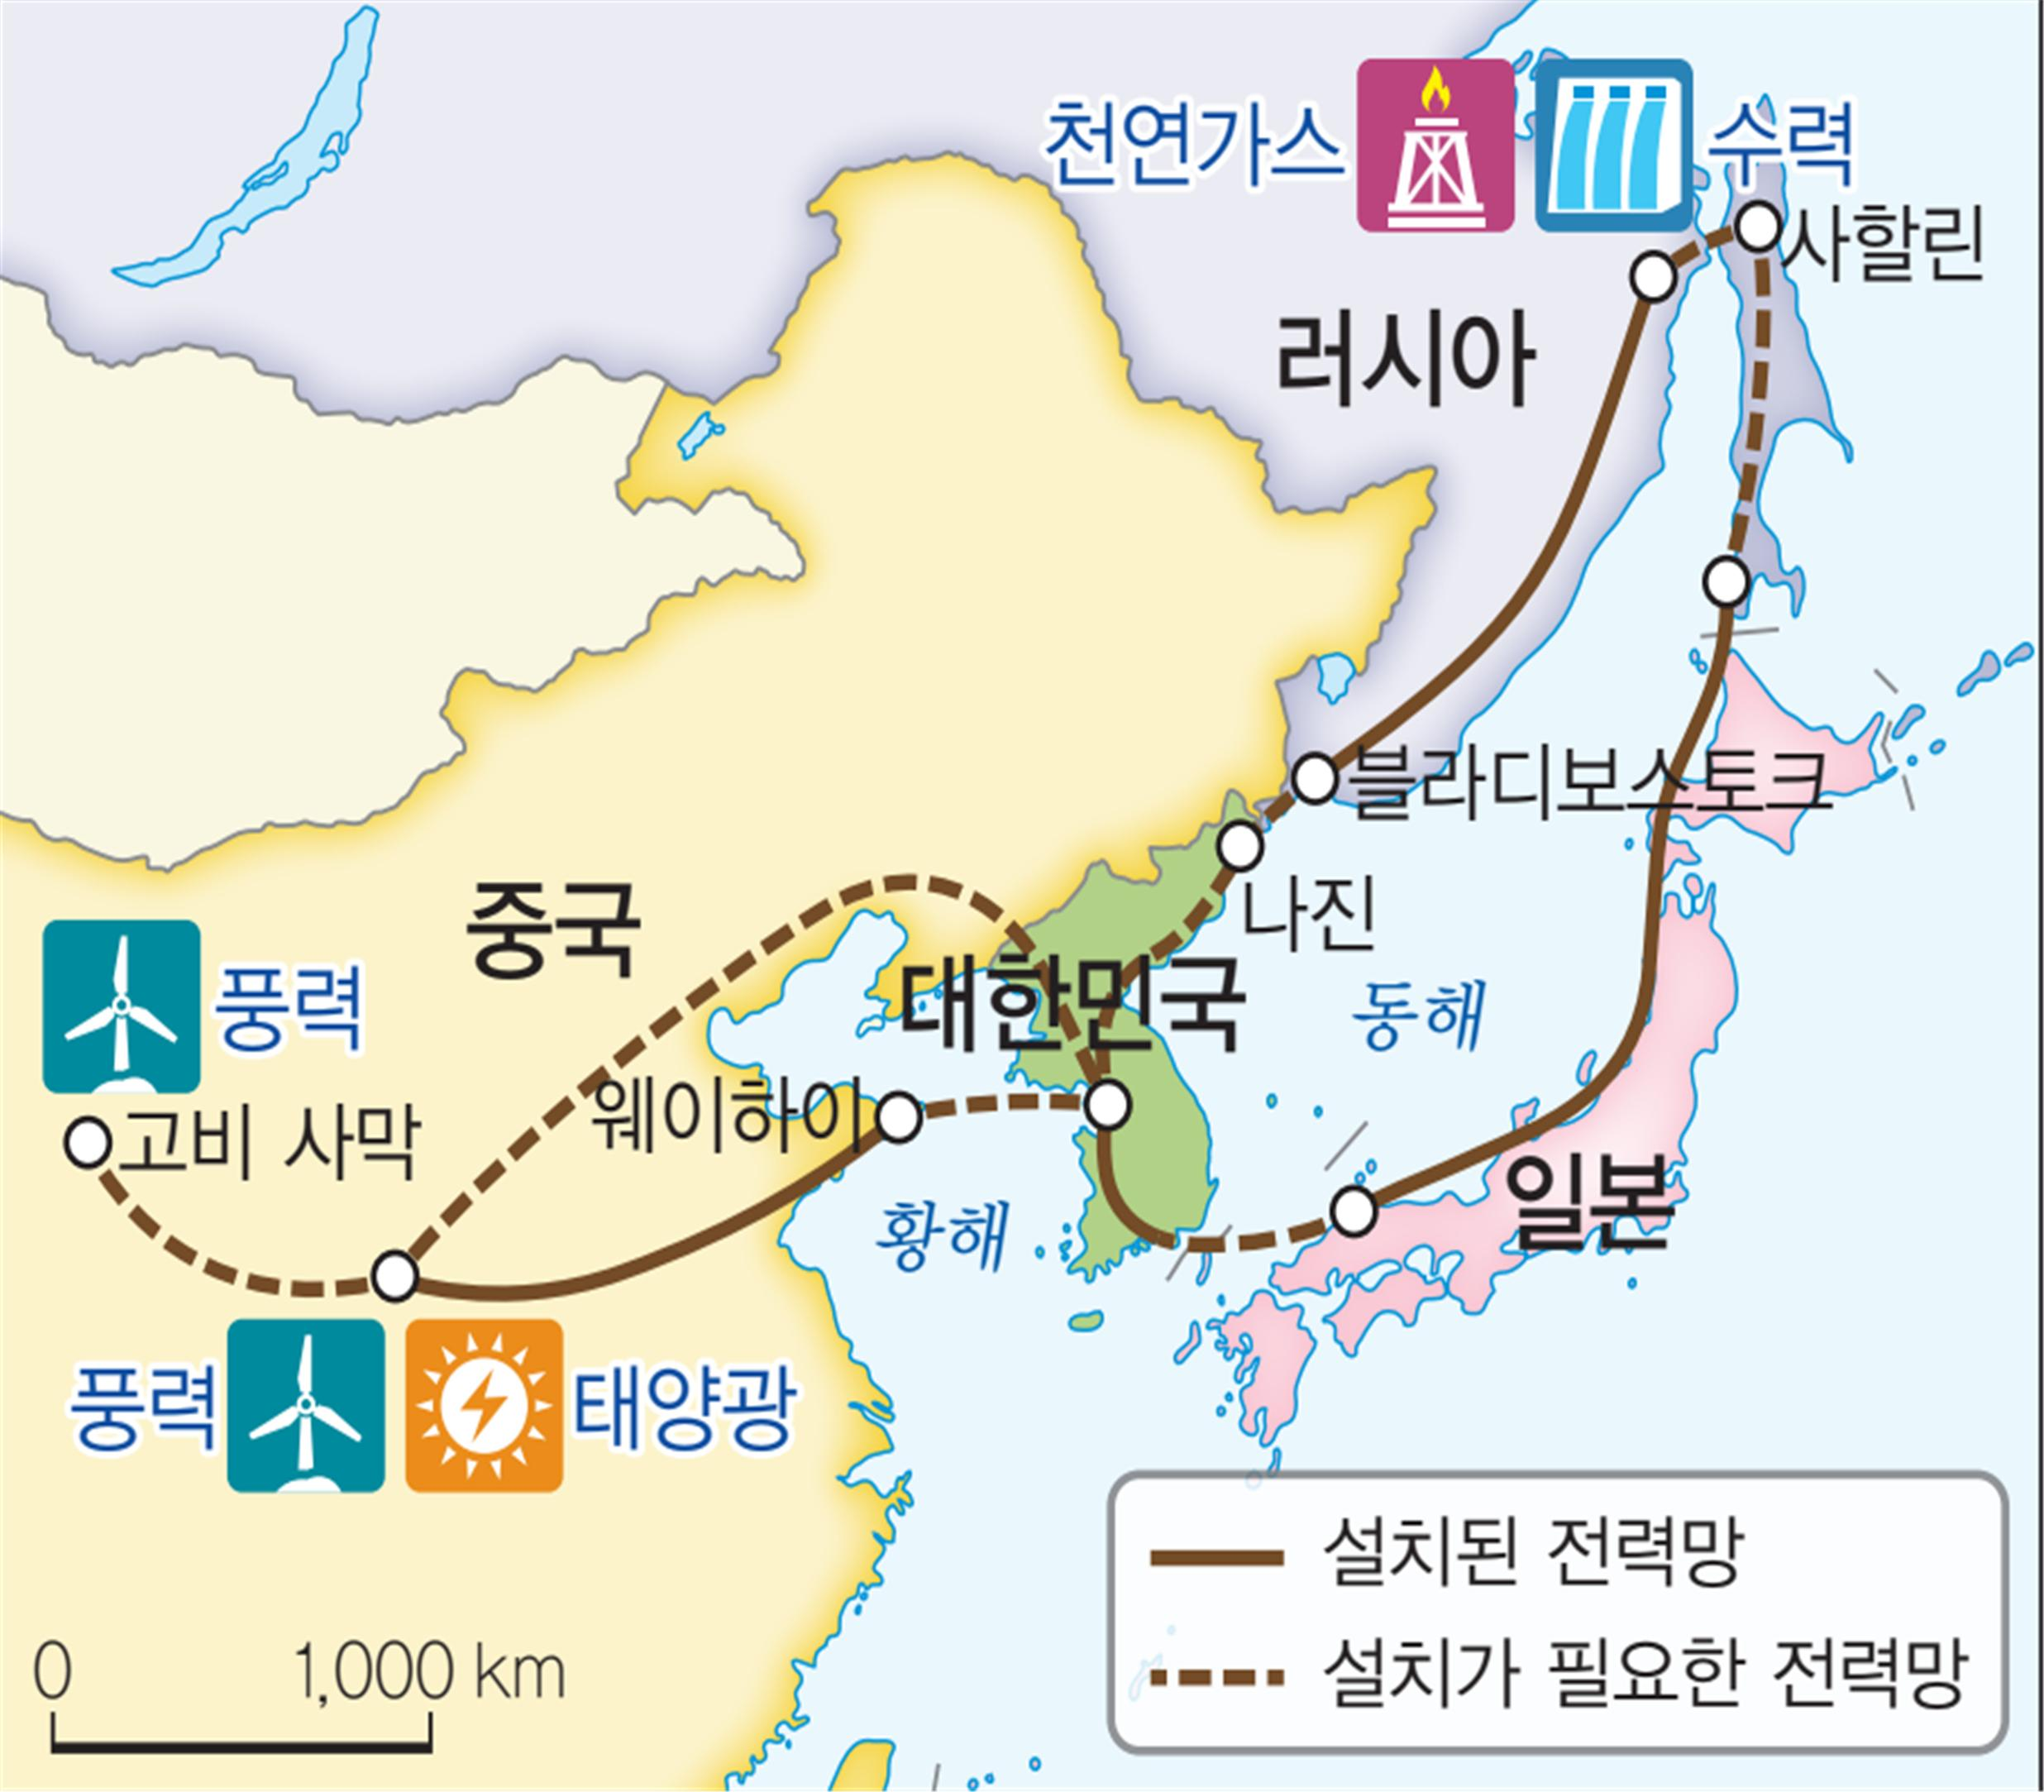 천연가스
수력
사할린
러시아
블라디보스토크
나진
중국
대한민국
동해
풍력
고비 사막
웨이하이
황해
일본
풍력
태양광
설치된 전력망
설치가 필요한 전력망
0 1,000 km